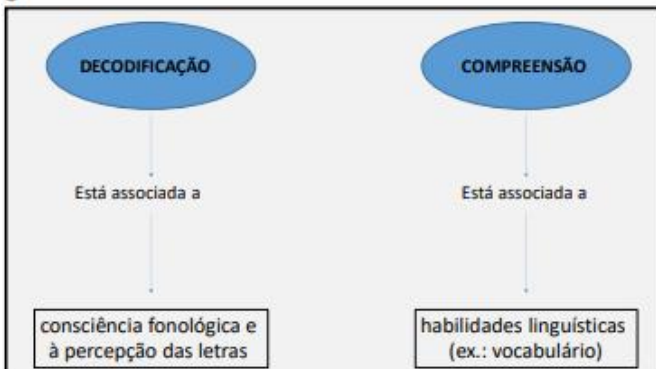 DECODIFICAÇÃO
COMPREENSÃO
Está associada a
Está associada a
consciência fonológica e
à percepção das letras
habilidades linguísticas
(ex.: vocabulário)